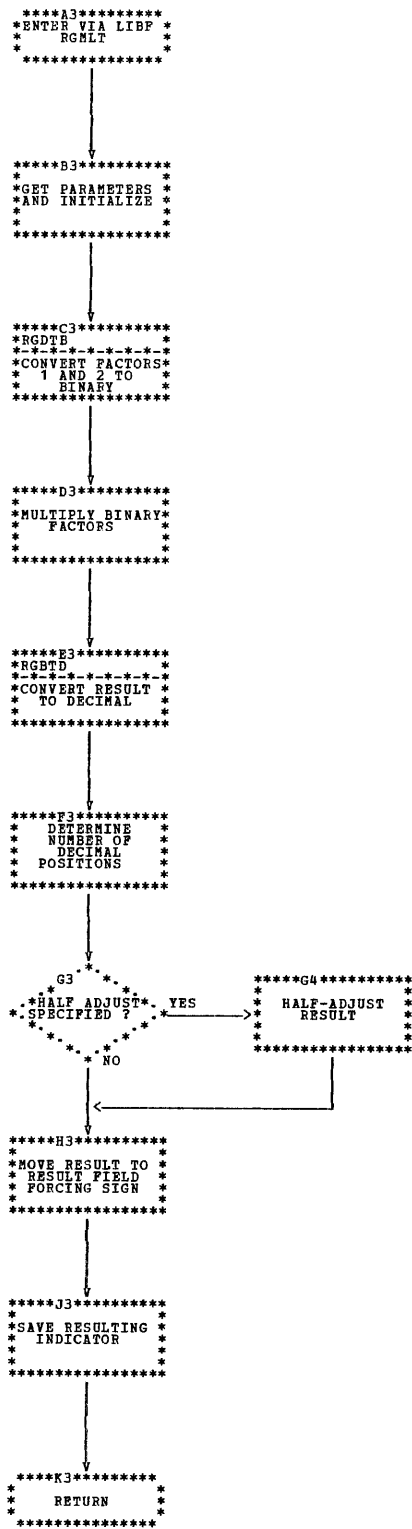 ****A3*********
*ENTER VIA LIBF *
* RGMLT *
* *
***************
*****B3**********
* *
*GET PARAMETERS *
*AND INITIALIZE *
* *
* *
*****************
*****C3**********
*RGDTB *
*-*-*-*-*-*-*-*-*
*CONVERT FACTORS*
* 1 AND 2 TO *
* BINARY *
*****************
*****D3**********
* *
*MULTIPLY BINARY*
* FACTORS *
* *
* *
*****************
*****E3**********
*RGBTD *
*-*-*-*-*-*-*-*-*
*CONVERT RESULT *
* TO DECIMAL *
* *
*****************
*****F3**********
* DETERMINE *
* NUMBER OF *
* DECIMAL *
* POSITIONS *
* *
*****************
G3
*HALF ADJUST*. YES
*.SPECIFIED ? .*
NO
*****G4**********
* *
* HALF-ADJUST *
* RESULT *
* *
* *
*****************
*****H3**********
* *
*MOVE RESULT TO *
* RESULT FIELD *
* FORCING SIGN *
* *
*****************
*****J3**********
* *
*SAVE RESULTING *
* INDICATOR *
* *
* *
*****************
****K3*********
* *
* RETURN *
* *
***************